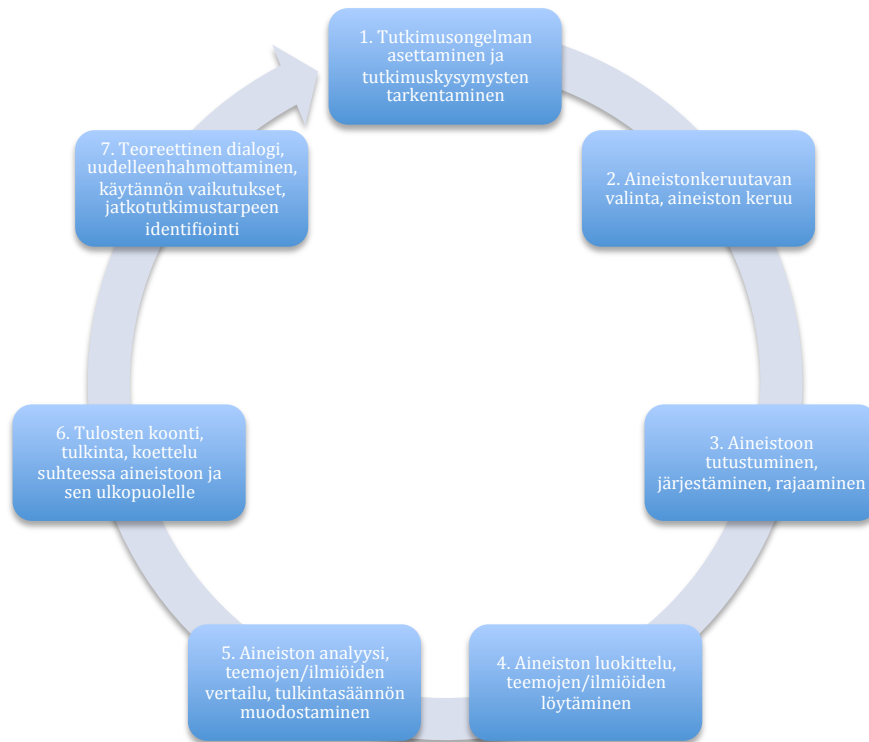 1. Tutkimusongelman
asettaminen ja
tutkimuskysymysten
tarkentaminen
2. Aineistonkeruutavan
valinta, aineiston keruu
3. Aineistoon
tutustuminen,
järjestäminen, rajaaminen
4. Aineiston luokittelu,
teemojen/ilmiöiden
löytäminen
5. Aineiston analyysi,
teemojen/ilmiöiden
vertailu, tulkintasäännön
muodostaminen
6. Tulosten koonti,
tulkinta, koettelu
suhteessa aineistoon ja
sen ulkopuolelle
7. Teoreettinen dialogi,
uudelleenhahmottaminen,
käytännön vaikutukset,
jatkotutkimustarpeen
identifiointi